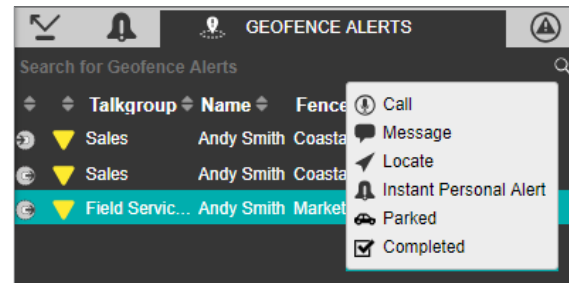 GEOFENCE ALERTS
Search for Geofence Alerts
Talkgroup Name Fence
Sales Andy Smith Coasta
Sales Andy Smith Coasta
Field Servic... Andy Smith Market
Call
Message
Locate
Instant Personal Alert
Parked
Completed